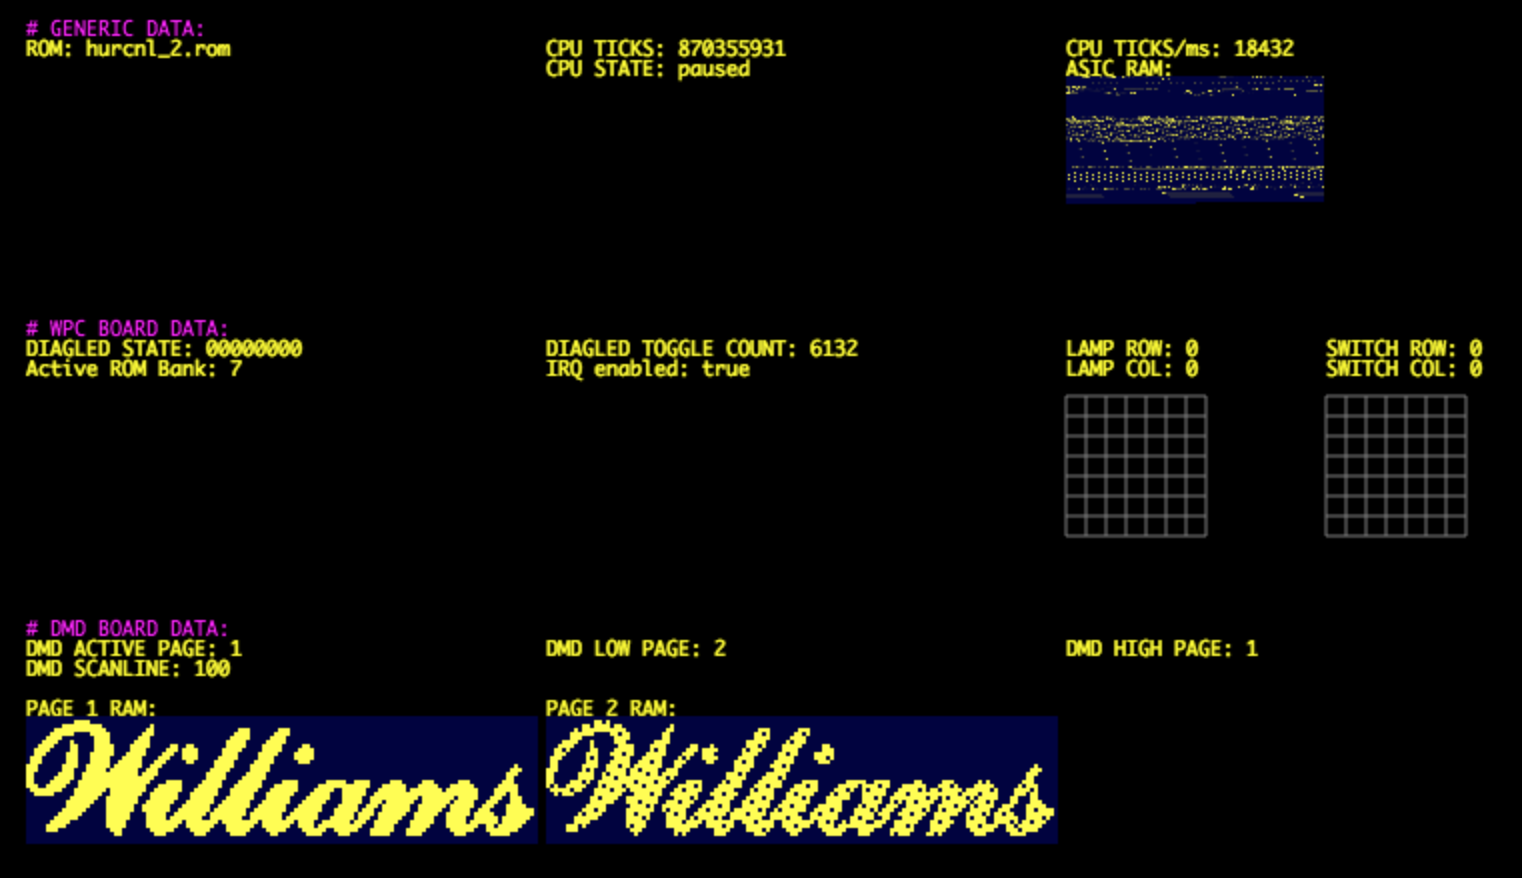 # GENERIC DATA:
ROM: hurcnl_2.rom CPU TICKS: 870355931 CPU TICKS/ms: 18432
CPU STATE: paused ASIC RAM:
# WPC BOARD DATA:
DIAGLED STATE: 00000000 DIAGLED TOGGLE COUNT: 6132 LAMP ROW: 0 SWITCH ROW: 0
Active ROM Bank: 7 IRQ enabled: true LAMP COL: 0 SWITCH COL: 0
# DMD BOARD DATA:
DMD ACTIVE PAGE: 1 DMD LOW PAGE: 2 DMD HIGH PAGE: 1
DMD SCANLINE: 100
PAGE 1 RAM: PAGE 2 RAM:
Williams Williams